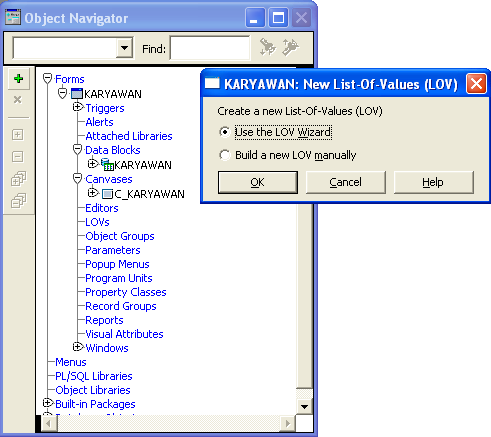 Object Navigator
Find:
Forms
KARYAWAN
Triggers
Alerts
Attached Libraries
Data Blocks
KARYAWAN
Canvases
C_KARYAWAN
Editors
LOVs
Object Groups
Parameters
Popup Menus
Program Units
Property Classes
Record Groups
Reports
Visual Attributes
Windows
Menus
PL/SQL Libraries
Object Libraries
Built-in Packages
KARYAWAN: New List-Of-Values (LOV)
Create a new List-Of-Values (LOV)
Use the LOV Wizard
Build a new LOV manually
OK Cancel Help